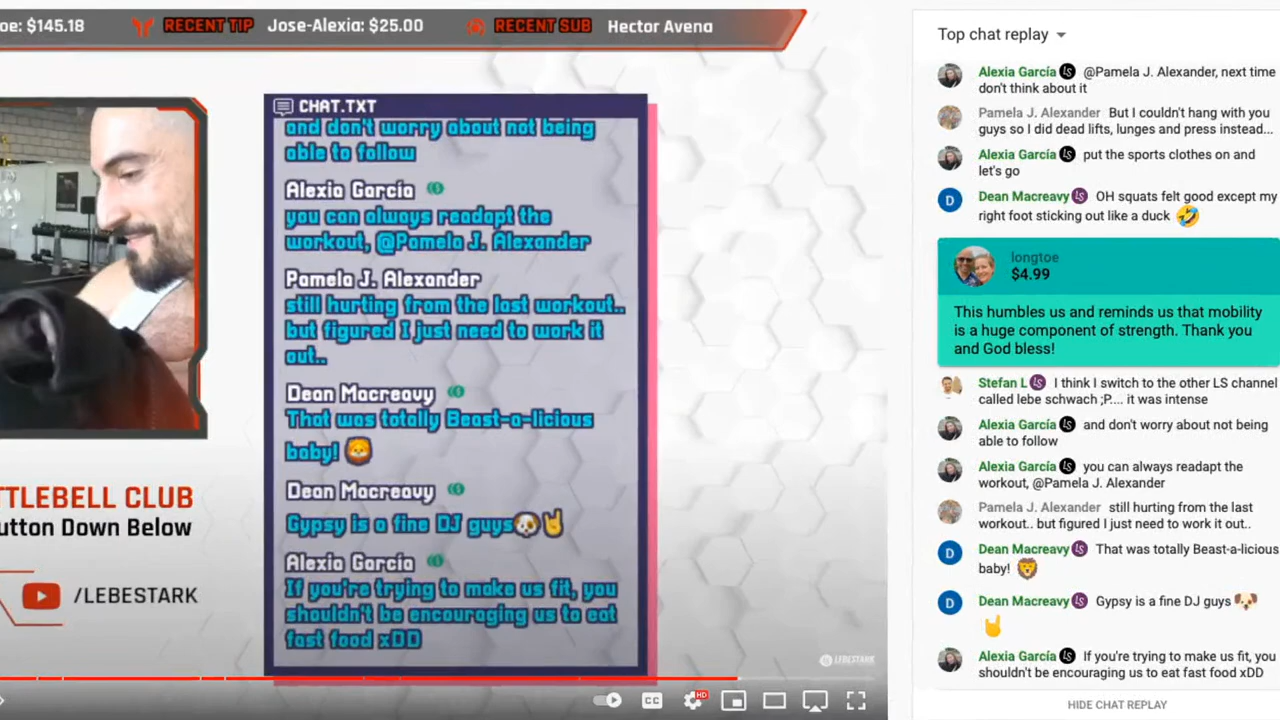 oe: $145.18
RECENT TIP
Jose-Alexia: $25.00
RECENT SUB
Hector Avena
CHAT.TXT
and don't worry about not being
able to follow
Alexia García
you can always readapt the
workout, @Pamela J. Alexander
Pamela J. Alexander
still hurting from the last workout..
but figured I just need to work it
out..
Dean Macreavy
That was totally Beast-a-licious
baby! 🦁
Dean Macreavy
Gypsy is a fine DJ guys🐶🤘
Alexia García
If you're trying to make us fit, you
shouldn't be encouraging us to eat
fast food xDD
TTLEBELL CLUB
utton Down Below
/LEBESTARK
LEBESTARK
CC
HD
Top chat replay
Alexia García LS @Pamela J. Alexander, next time
don't think about it
Pamela J. Alexander But I couldn't hang with you
guys so I did dead lifts, lunges and press instead...
Alexia García LS put the sports clothes on and
let's go
D Dean Macreavy LS OH squats felt good except my
right foot sticking out like a duck 🤣
longtoe
$4.99
This humbles us and reminds us that mobility
is a huge component of strength. Thank you
and God bless!
Stefan L LS I think I switch to the other LS channel
called lebe schwach ;P.... it was intense
Alexia García LS and don't worry about not being
able to follow
Alexia García LS you can always readapt the
workout, @Pamela J. Alexander
Pamela J. Alexander still hurting from the last
workout.. but figured I just need to work it out..
D Dean Macreavy LS That was totally Beast-a-licious
baby! 🦁
D Dean Macreavy LS Gypsy is a fine DJ guys 🐶
🤘
Alexia García LS If you're trying to make us fit, you
shouldn't be encouraging us to eat fast food xDD
HIDE CHAT REPLAY